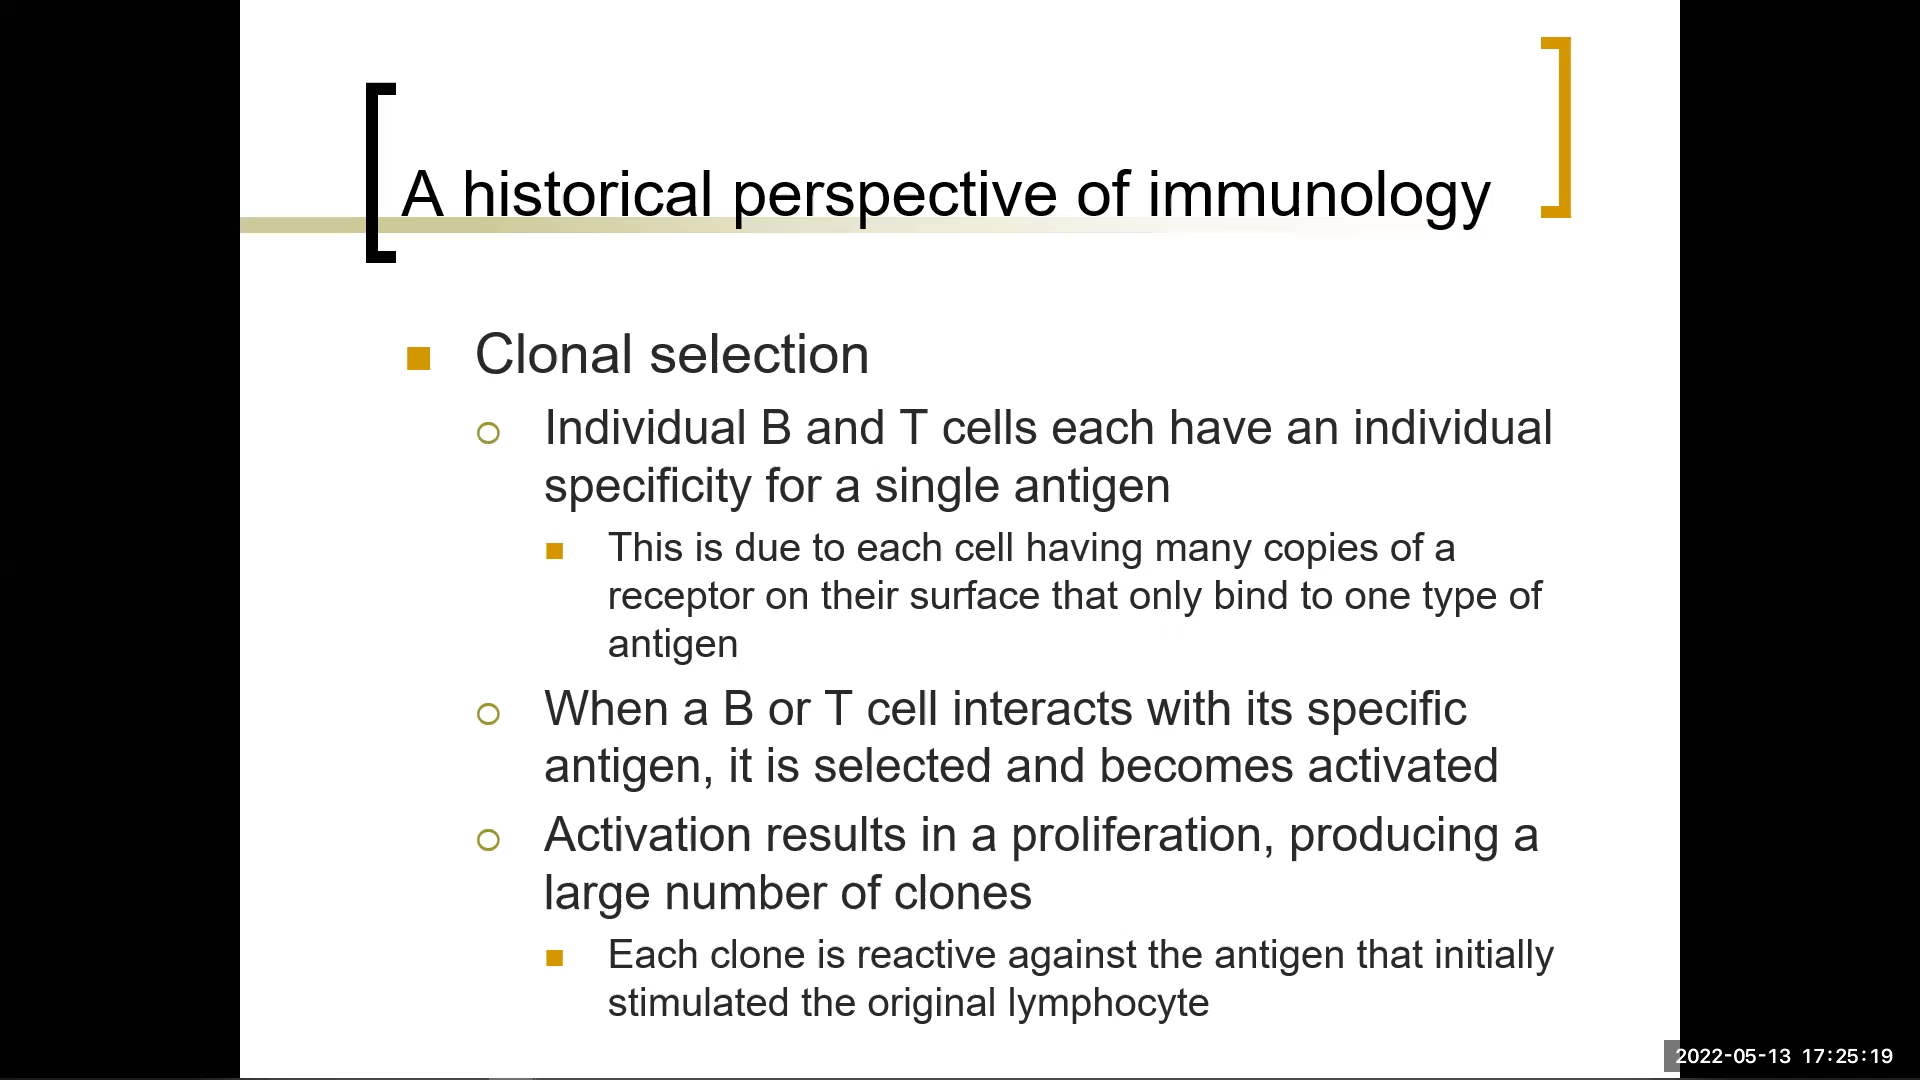 A historical perspective of immunology
Clonal selection
Individual B and T cells each have an individual
specificity for a single antigen
This is due to each cell having many copies of a
receptor on their surface that only bind to one type of
antigen
When a B or T cell interacts with its specific
antigen, it is selected and becomes activated
Activation results in a proliferation, producing a
large number of clones
Each clone is reactive against the antigen that initially
stimulated the original lymphocyte
2022-05-13 17:25:19